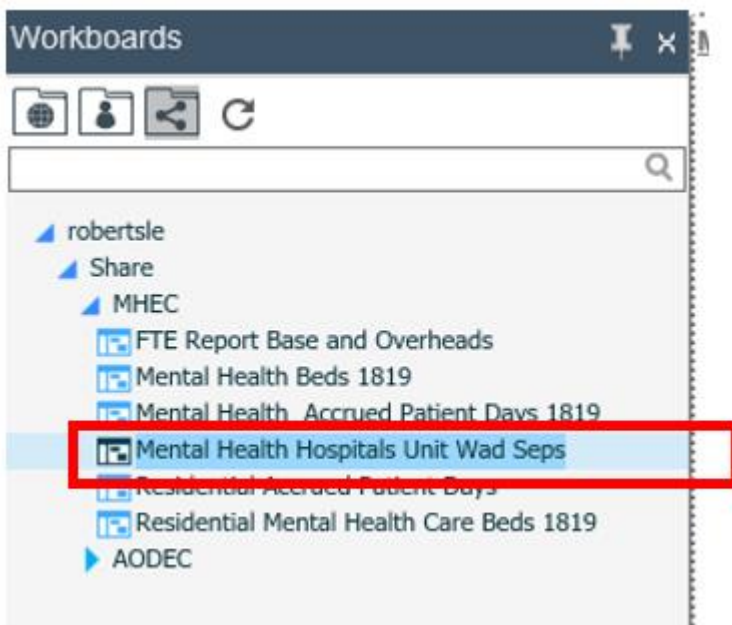 Workboards
robertsle
Share
MHEC
FTE Report Base and Overheads
Mental Health Beds 1819
Mental Health Accrued Patient Days 1819
Mental Health Hospitals Unit Wad Seps
Residential Accrued Patient Days
Residential Mental Health Care Beds 1819
AODEC